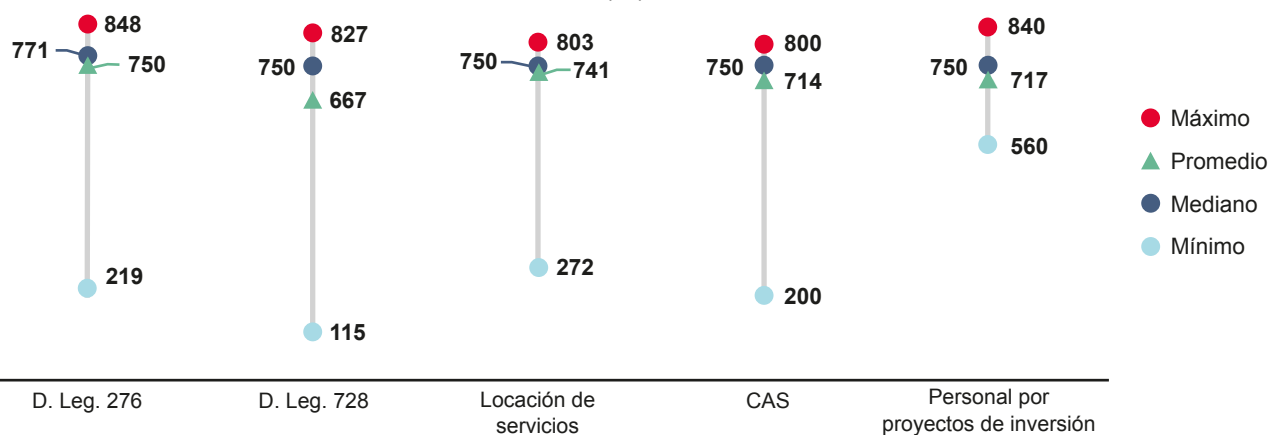 848
771
750
219
D. Leg. 276
827
750
667
115
D. Leg. 728
803
750
741
272
Locación de
servicios
800
750
714
200
CAS
840
750
717
560
Personal por
proyectos de inversión
Máximo
Promedio
Mediano
Mínimo